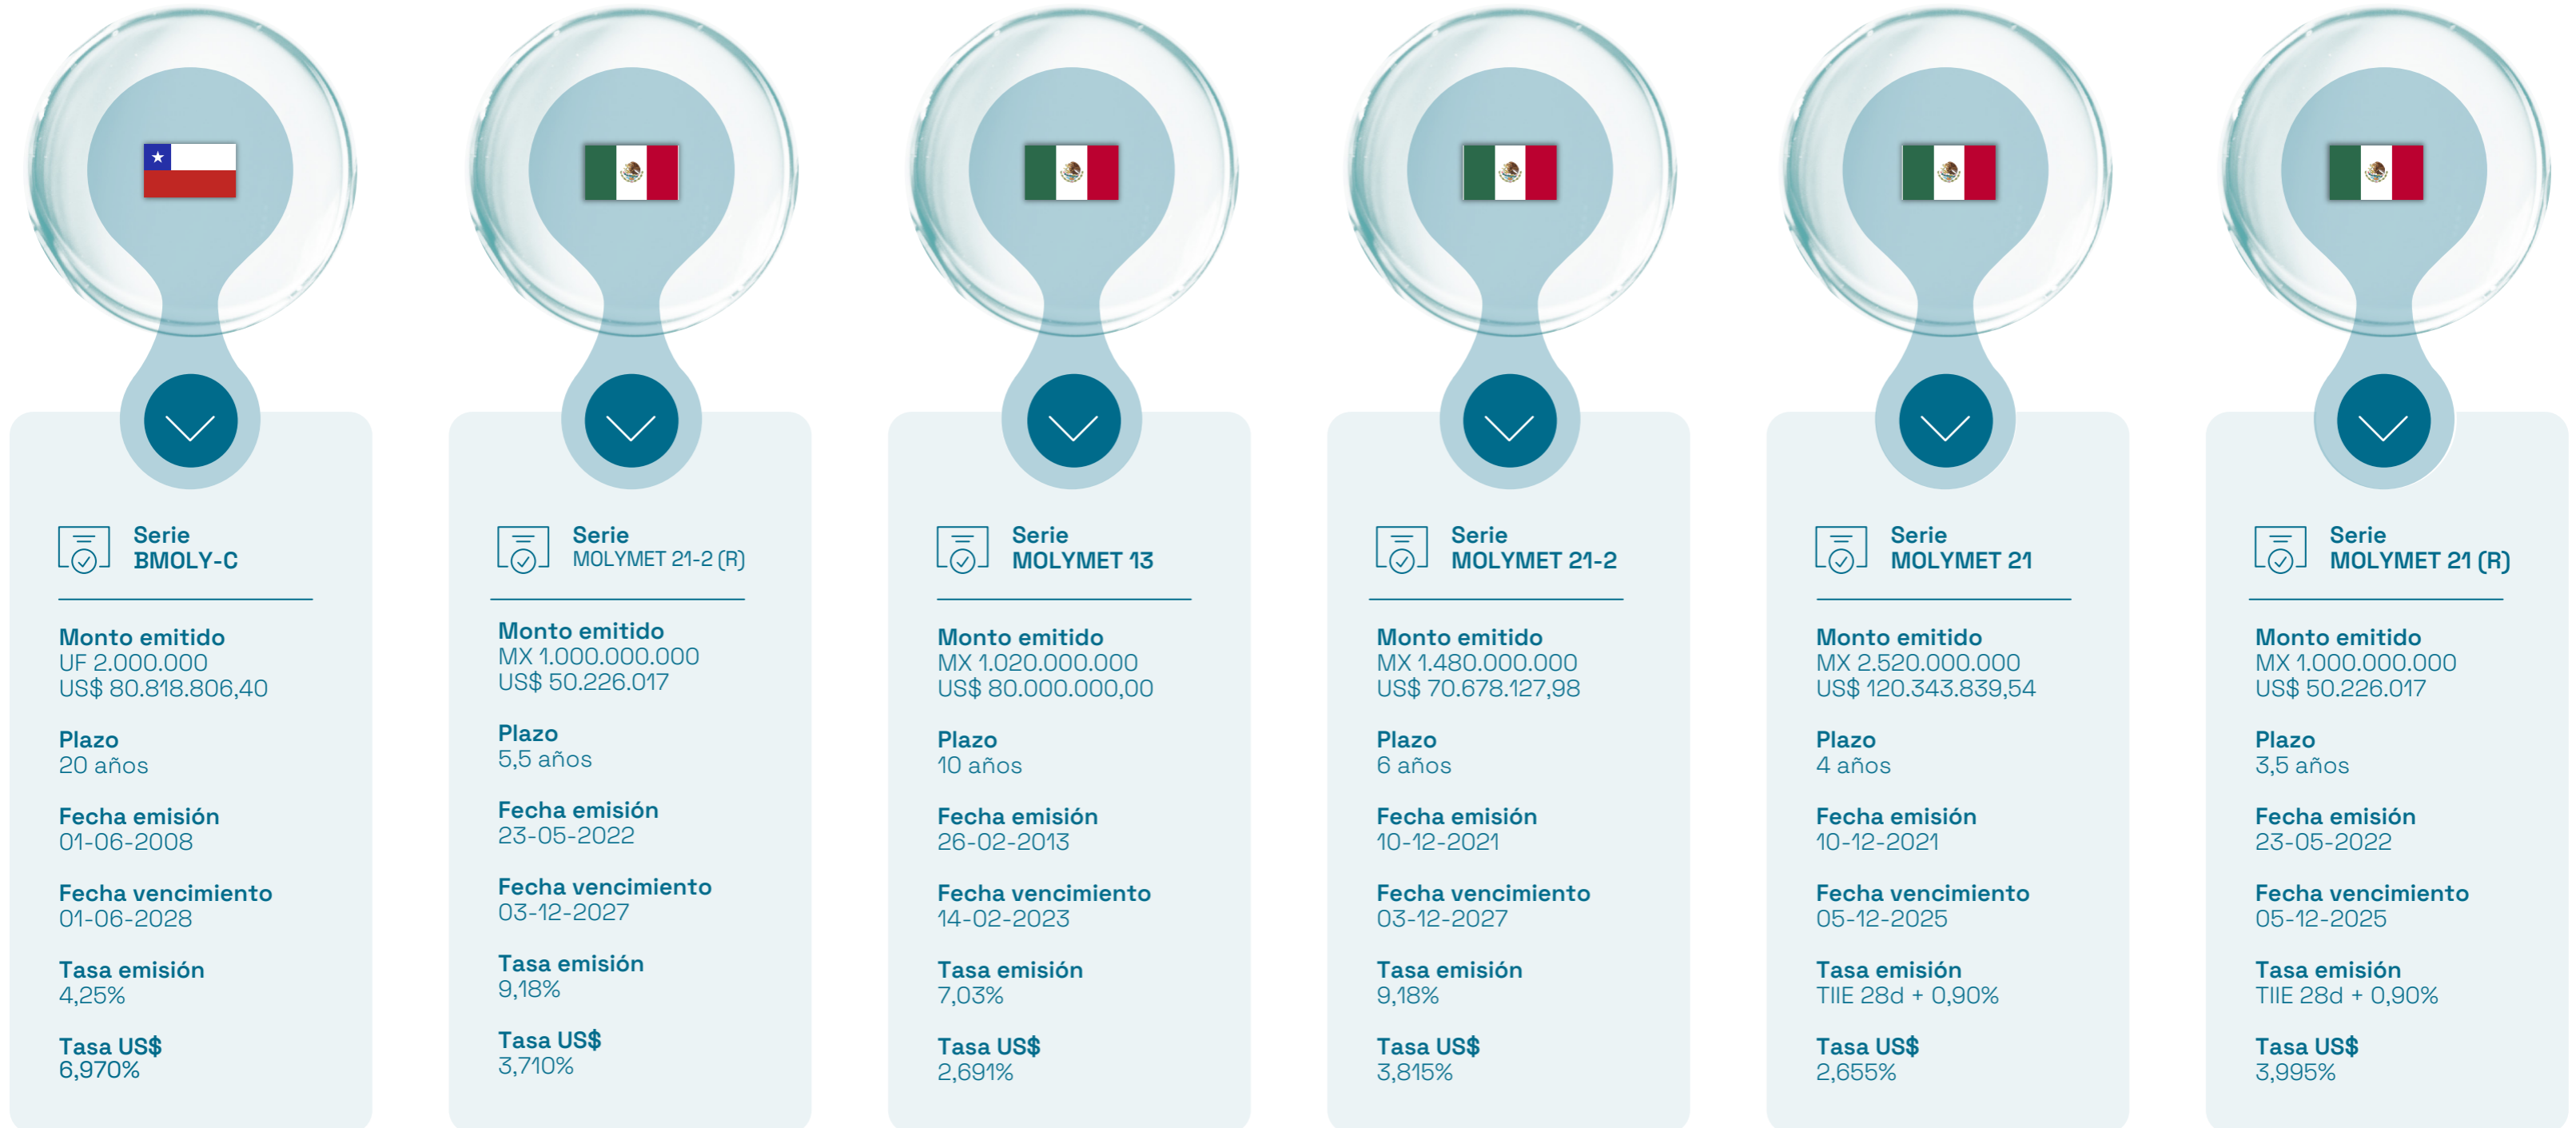 Serie
BMOLY-C
Monto emitido
UF 2.000.000
US$ 80.818.806,40
Plazo
20 años
Fecha emisión
01-06-2008
Fecha vencimiento
01-06-2028
Tasa emisión
4,25%
Tasa US$
6,970%
Serie
MOLYMET 21-2 (R)
Monto emitido
MX 1.000.000.000
US$ 50.226.017
Plazo
5,5 años
Fecha emisión
23-05-2022
Fecha vencimiento
03-12-2027
Tasa emisión
9,18%
Tasa US$
3,710%
Serie
MOLYMET 13
Monto emitido
MX 1.020.000.000
US$ 80.000.000,00
Plazo
10 años
Fecha emisión
26-02-2013
Fecha vencimiento
14-02-2023
Tasa emisión
7,03%
Tasa US$
2,691%
Serie
MOLYMET 21-2
Monto emitido
MX 1.480.000.000
US$ 70.678.127,98
Plazo
6 años
Fecha emisión
10-12-2021
Fecha vencimiento
03-12-2027
Tasa emisión
9,18%
Tasa US$
3,815%
Serie
MOLYMET 21
Monto emitido
MX 2.520.000.000
US$ 120.343.839,54
Plazo
4 años
Fecha emisión
10-12-2021
Fecha vencimiento
05-12-2025
Tasa emisión
TIIE 28d + 0,90%
Tasa US$
2,655%
Serie
MOLYMET 21 (R)
Monto emitido
MX 1.000.000.000
US$ 50.226.017
Plazo
3,5 años
Fecha emisión
23-05-2022
Fecha vencimiento
05-12-2025
Tasa emisión
TIIE 28d + 0,90%
Tasa US$
3,995%